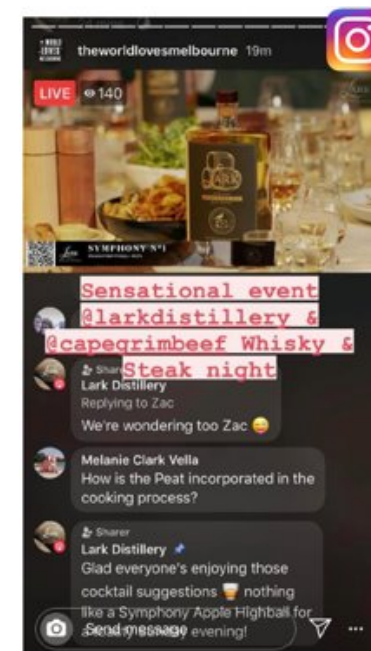 theworldlovesmelbourne 19m
LIVE 140
LARK
SYMPHONY Nº1
Sensational event
@larkdistillery &
@capegrimbeef Whisky &
Steak night
Lark Distillery
Replying to Zac
We're wondering too Zac 😄
Melanie Clark Vella
How is the Peat incorporated in the
cooking process?
Sharer
Lark Distillery 📌
Glad everyone's enjoying those
cocktail suggestions 🥃 nothing
like a Symphony Apple Highball for
evening!
Send message